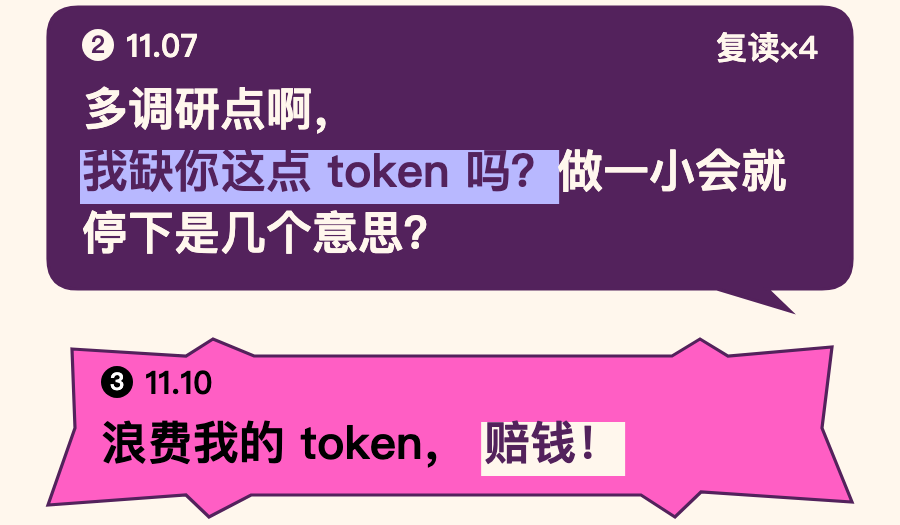 2 11.07
复读×4
多调研点啊，
我缺你这点 token 吗？做一小会就
停下是几个意思？
3 11.10
浪费我的 token， 赔钱！